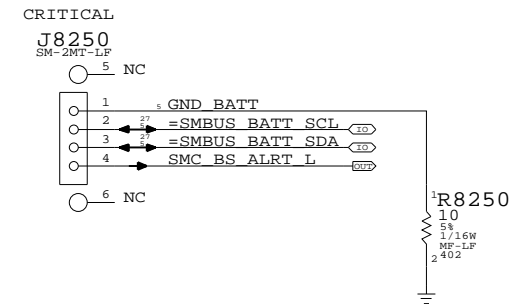 CRITICAL
J8250
SM-2MT-LF
5 NC
1 5 GND_BATT
2 27 5 =SMBUS_BATT_SCL IO
3 27 5 =SMBUS_BATT_SDA IO
4 SMC_BS_ALRT_L OUT
6 NC
1 R8250
10
5%
1/16W
MF-LF
2 402